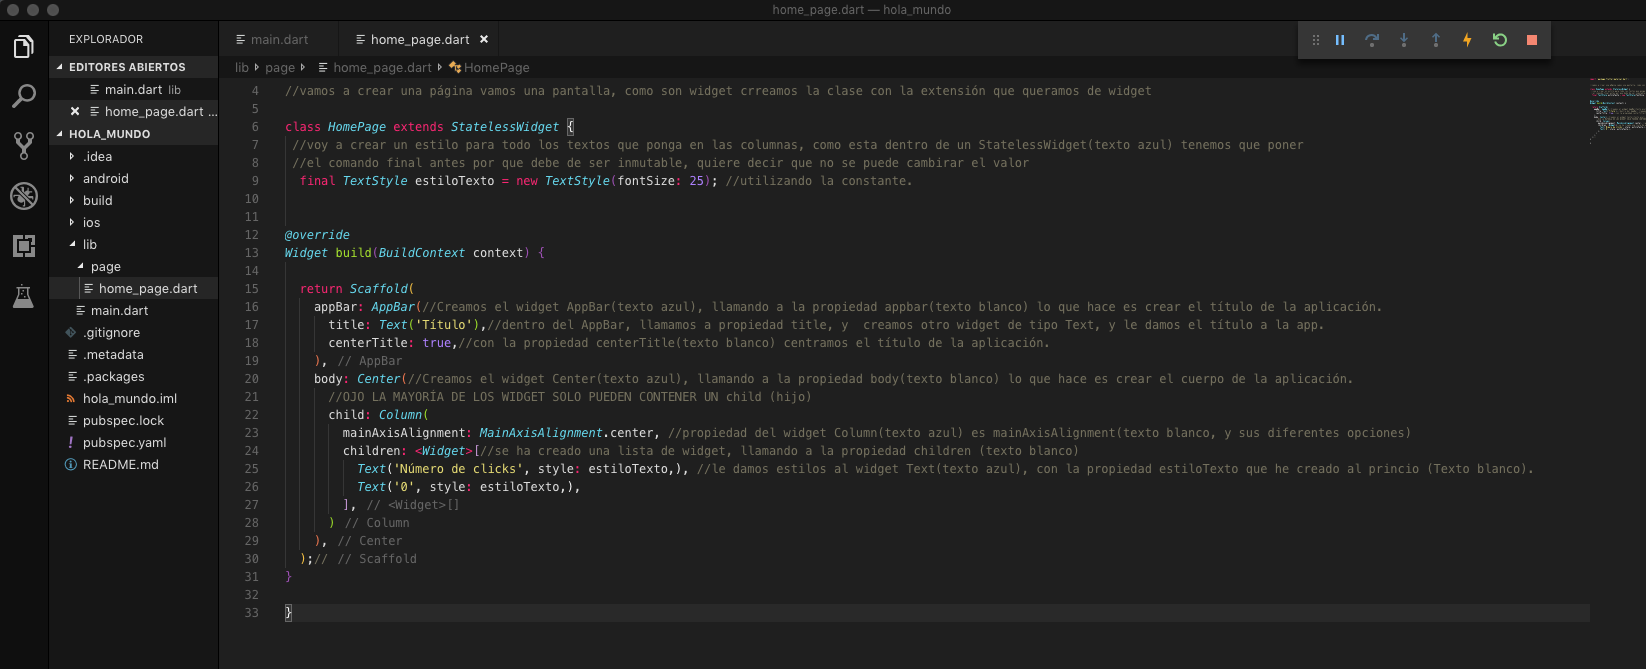 home_page.dart — hola_mundo
EXPLORADOR
EDITORES ABIERTOS
main.dart lib
home_page.dart ...
HOLA_MUNDO
.idea
android
build
ios
lib
page
home_page.dart
main.dart
.gitignore
.metadata
.packages
hola_mundo.iml
pubspec.lock
pubspec.yaml
README.md
main.dart
home_page.dart
lib page home_page.dart HomePage
4 //vamos a crear una página vamos una pantalla, como son widget crreamos la clase con la extensión que queramos de widget
5
6 class HomePage extends StatelessWidget {
7 //voy a crear un estilo para todo los textos que ponga en las columnas, como esta dentro de un StatelessWidget(texto azul) tenemos que poner
8 //el comando final antes por que debe de ser inmutable, quiere decir que no se puede cambirar el valor
9 final TextStyle estiloTexto = new TextStyle(fontSize: 25); //utilizando la constante.
10
11
12 @override
13 Widget build(BuildContext context) {
14
15 return Scaffold(
16 appBar: AppBar(//Creamos el widget AppBar(texto azul), llamando a la propiedad appbar(texto blanco) lo que hace es crear el título de la aplicación.
17 title: Text('Título'),//dentro del AppBar, llamamos a propiedad title, y  creamos otro widget de tipo Text, y le damos el título a la app.
18 centerTitle: true,//con la propiedad centerTitle(texto blanco) centramos el título de la aplicación.
19 ), // AppBar
20 body: Center(//Creamos el widget Center(texto azul), llamando a la propiedad body(texto blanco) lo que hace es crear el cuerpo de la aplicación.
21 //OJO LA MAYORÍA DE LOS WIDGET SOLO PUEDEN CONTENER UN child (hijo)
22 child: Column(
23 mainAxisAlignment: MainAxisAlignment.center, //propiedad del widget Column(texto azul) es mainAxisAlignment(texto blanco, y sus diferentes opciones)
24 children: <Widget>[//se ha creado una lista de widget, llamando a la propiedad children (texto blanco)
25 Text('Número de clicks', style: estiloTexto,), //le damos estilos al widget Text(texto azul), con la propiedad estiloTexto que he creado al princio (Texto blanco).
26 Text('0', style: estiloTexto,),
27 ], // <Widget>[]
28 ) // Column
29 ), // Center
30 );// // Scaffold
31 }
32
33 }